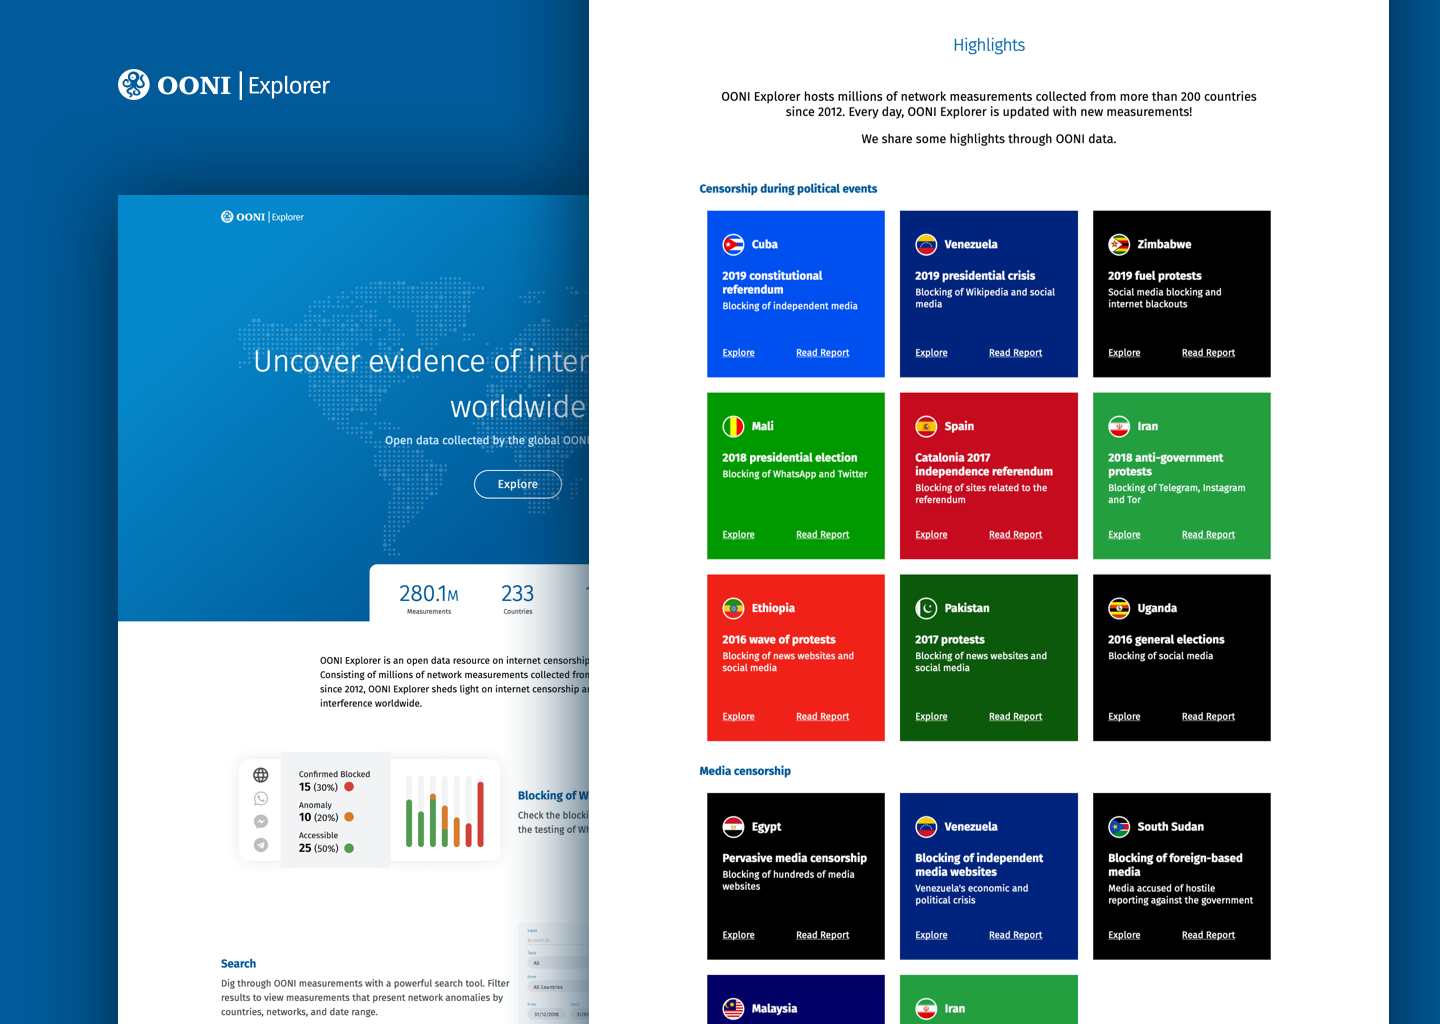 OONI | Explorer
OONI | Explorer
Uncover evidence of inter
worldwide
Open data collected by the global OONI
Explore
280.1M
Measurements
233
Countries
OONI Explorer is an open data resource on internet censorship
Consisting of millions of network measurements collected from
since 2012, OONI Explorer sheds light on internet censorship a
interference worldwide.
Confirmed Blocked
15 (30%)
Anomaly
10 (20%)
Accessible
25 (50%)
Blocking of W
Check the blocki
the testing of W
Search
Dig through OONI measurements with a powerful search tool. Filter
results to view measurements that present network anomalies by
countries, networks, and date range.
Input
Tests
All
All Countries
31/12/2018
Highlights
OONI Explorer hosts millions of network measurements collected from more than 200 countries
since 2012. Every day, OONI Explorer is updated with new measurements!
We share some highlights through OONI data.
Censorship during political events
Cuba
2019 constitutional
referendum
Blocking of independent media
Explore
Read Report
Venezuela
2019 presidential crisis
Blocking of Wikipedia and social
media
Explore
Read Report
Zimbabwe
2019 fuel protests
Social media blocking and
internet blackouts
Explore
Read Report
Mali
2018 presidential election
Blocking of WhatsApp and Twitter
Explore
Read Report
Spain
Catalonia 2017
independence referendum
Blocking of sites related to the
referendum
Explore
Read Report
Iran
2018 anti-government
protests
Blocking of Telegram, Instagram
and Tor
Explore
Read Report
Ethiopia
2016 wave of protests
Blocking of news websites and
social media
Explore
Read Report
Pakistan
2017 protests
Blocking of news websites and
social media
Explore
Read Report
Uganda
2016 general elections
Blocking of social media
Explore
Read Report
Media censorship
Egypt
Pervasive media censorship
Blocking of hundreds of media
websites
Explore
Read Report
Venezuela
Blocking of independent
media websites
Venezuela's economic and
political crisis
Explore
Read Report
South Sudan
Blocking of foreign-based
media
Media accused of hostile
reporting against the government
Explore
Read Report
Malaysia
Iran